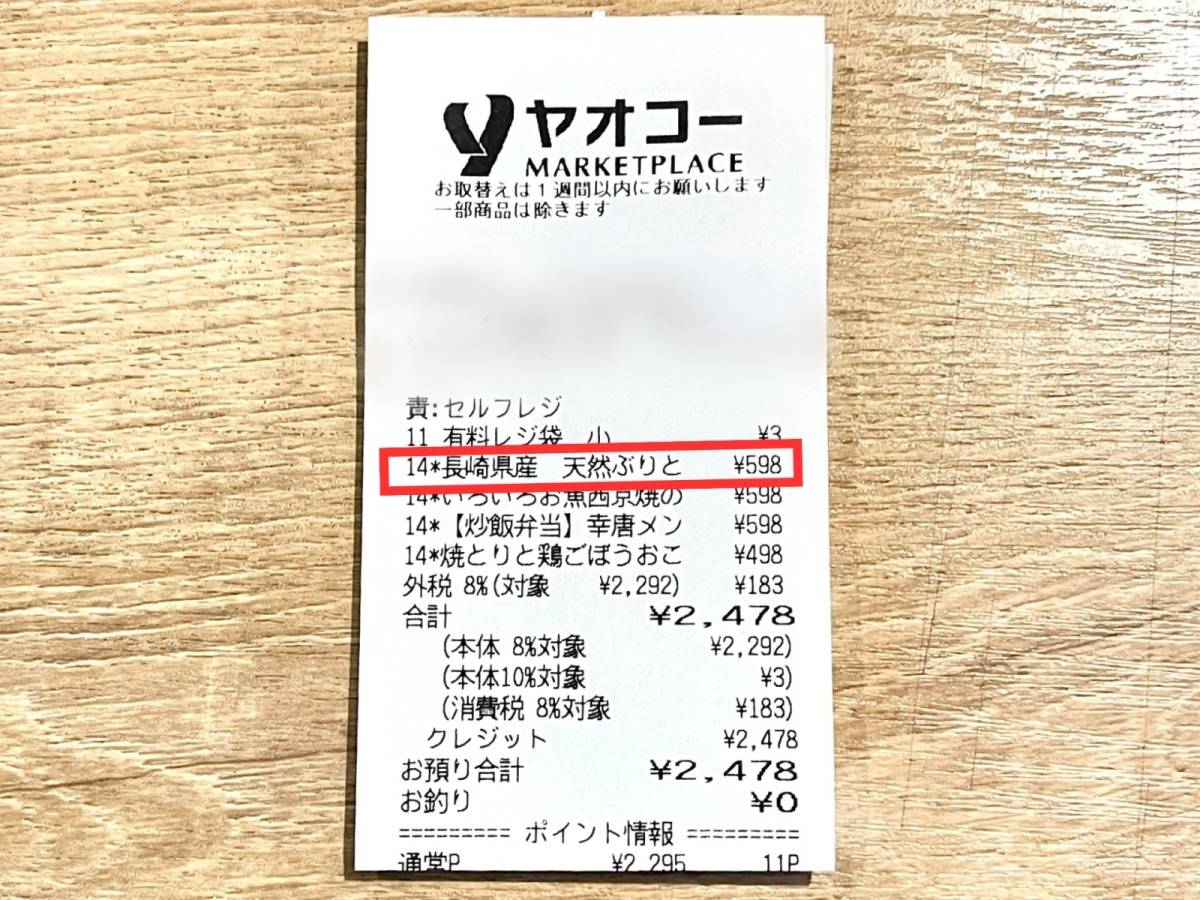 ヤオコー
MARKETPLACE
お取替えは1週間以内にお願いします
一部商品は除きます
責:セルフレジ
11 有料レジ袋 小 ¥3
14*長崎県産 天然ぶりと ¥598
14*いろいろお魚西京焼の ¥598
14*【炒飯弁当】幸唐メン ¥598
14*焼とりと鶏ごぼうおこ ¥498
外税 8%(対象 ¥2,292) ¥183
合計 ¥2,478
(本体 8%対象 ¥2,292)
(本体10%対象 ¥3)
(消費税 8%対象 ¥183)
クレジット ¥2,478
お預り合計 ¥2,478
お釣り ¥0
========= ポイント情報 =========
通常P ¥2,295 11P